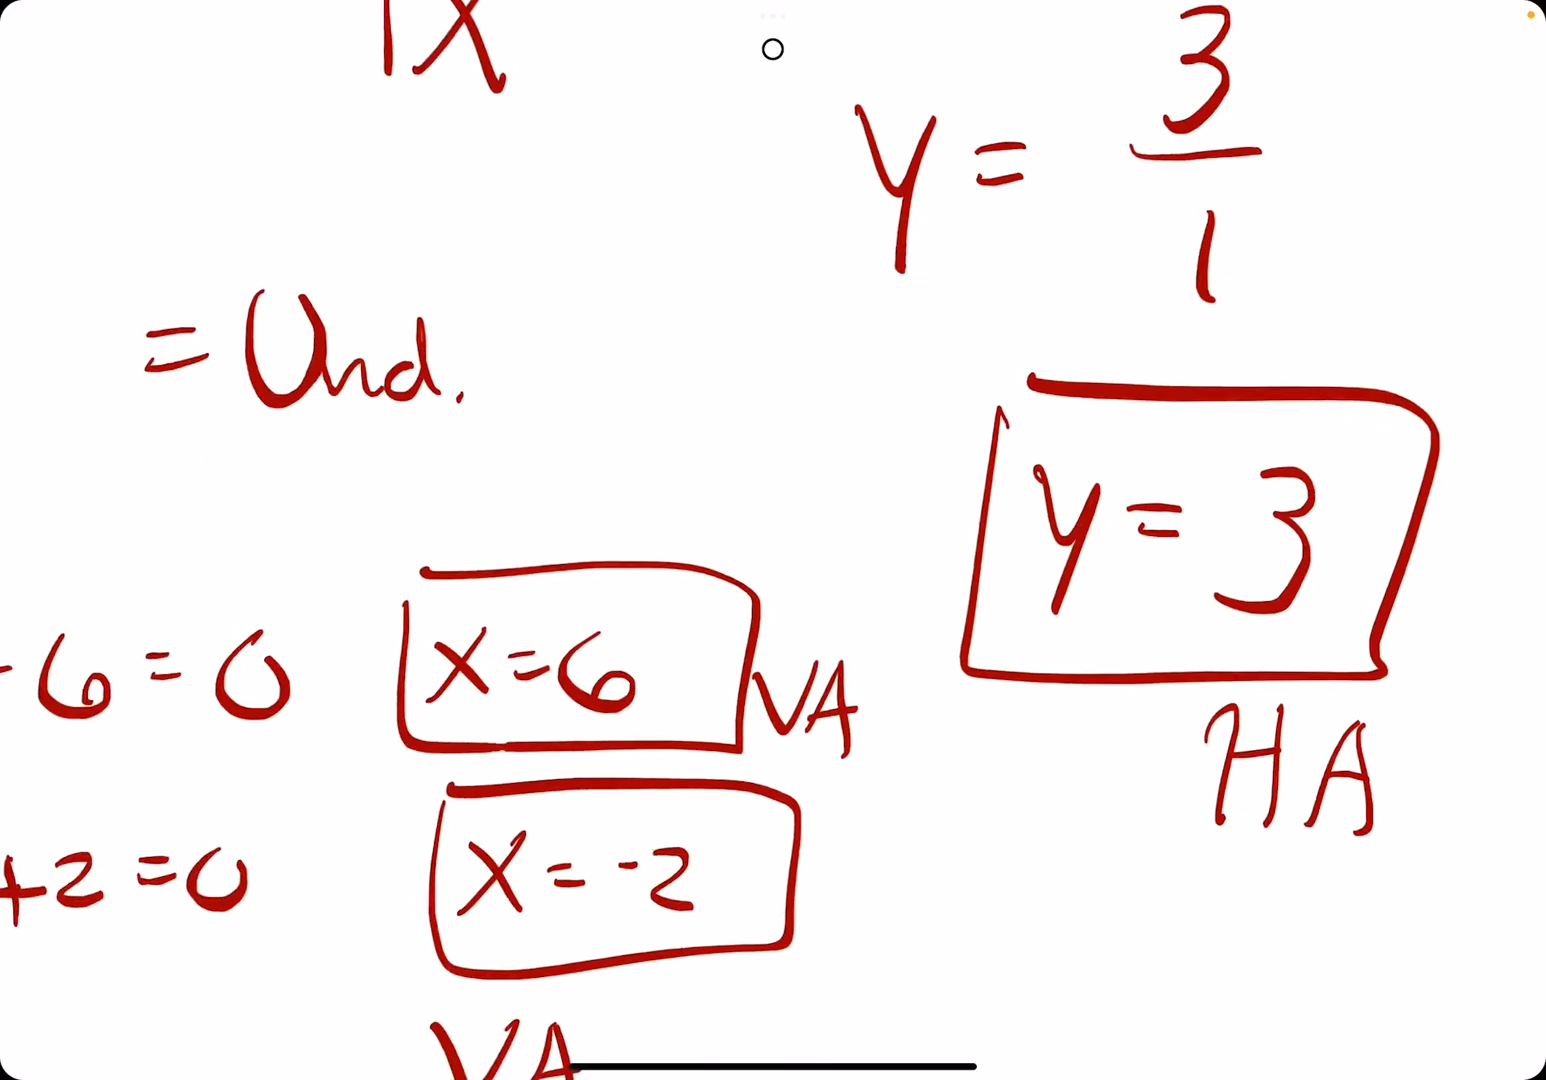 1X
y = 3/1
= Und.
y = 3
HA
- 6 = 0
x = 6
VA
+2 = 0
x = -2
VA